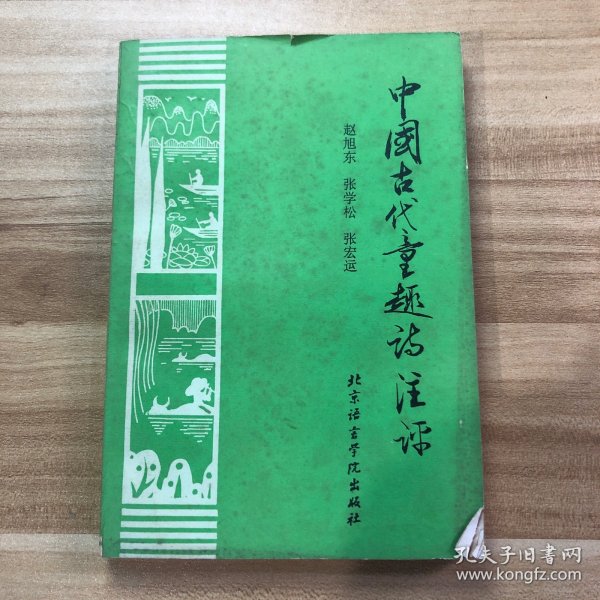 中国古代童趣诗注评
赵旭东 张学松 张宏运
北京语言学院出版社
孔夫子旧书网
www.kongfz.com